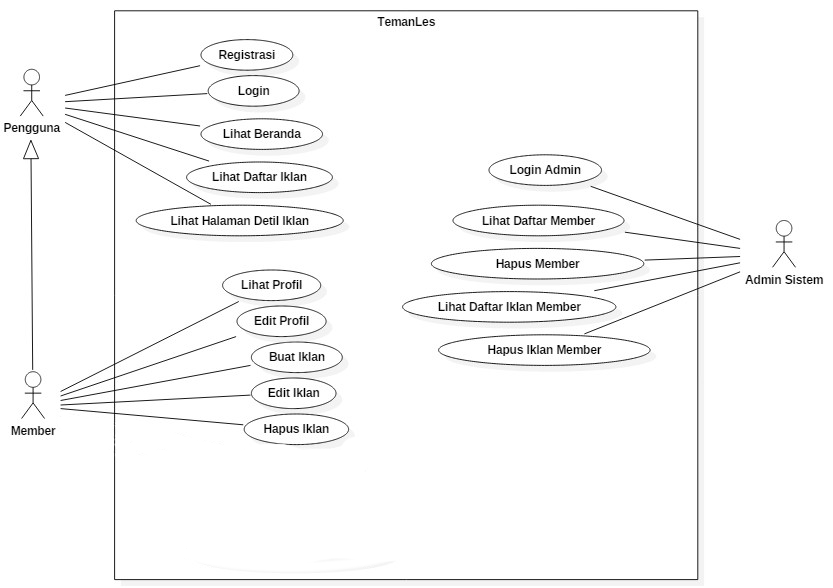 TemanLes
Registrasi
Login
Lihat Beranda
Lihat Daftar Iklan
Lihat Halaman Detil Iklan
Pengguna
Lihat Profil
Edit Profil
Buat Iklan
Edit Iklan
Hapus Iklan
Member
Login Admin
Lihat Daftar Member
Hapus Member
Lihat Daftar Iklan Member
Hapus Iklan Member
Admin Sistem